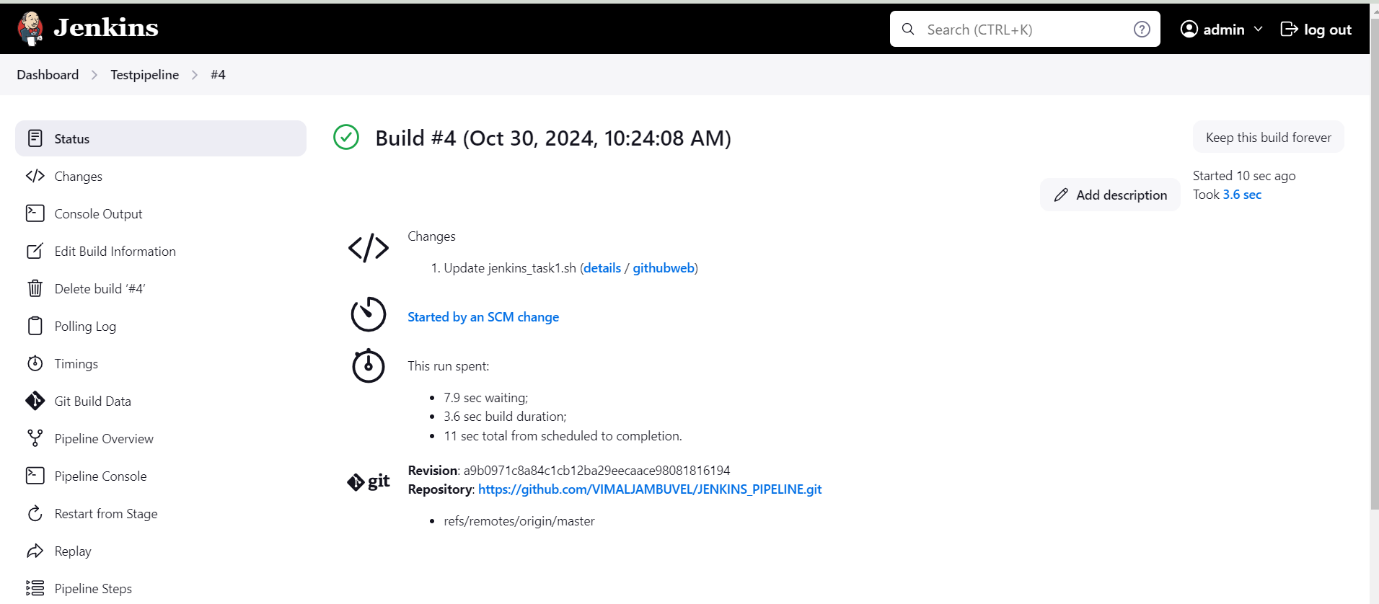 Jenkins
Search (CTRL+K)
admin
log out
Dashboard > Testpipeline > #4
Status
Changes
Console Output
Edit Build Information
Delete build ‘#4’
Polling Log
Timings
Git Build Data
Pipeline Overview
Pipeline Console
Restart from Stage
Replay
Pipeline Steps
Build #4 (Oct 30, 2024, 10:24:08 AM)
Keep this build forever
Add description
Started 10 sec ago
Took 3.6 sec
Changes
1. Update jenkins_task1.sh (details / githubweb)
Started by an SCM change
This run spent:
• 7.9 sec waiting;
• 3.6 sec build duration;
• 11 sec total from scheduled to completion.
git
Revision: a9b0971c8a84c1cb12ba29eecaace98081816194
Repository: https://github.com/VIMALJAMBUVEL/JENKINS_PIPELINE.git
• refs/remotes/origin/master